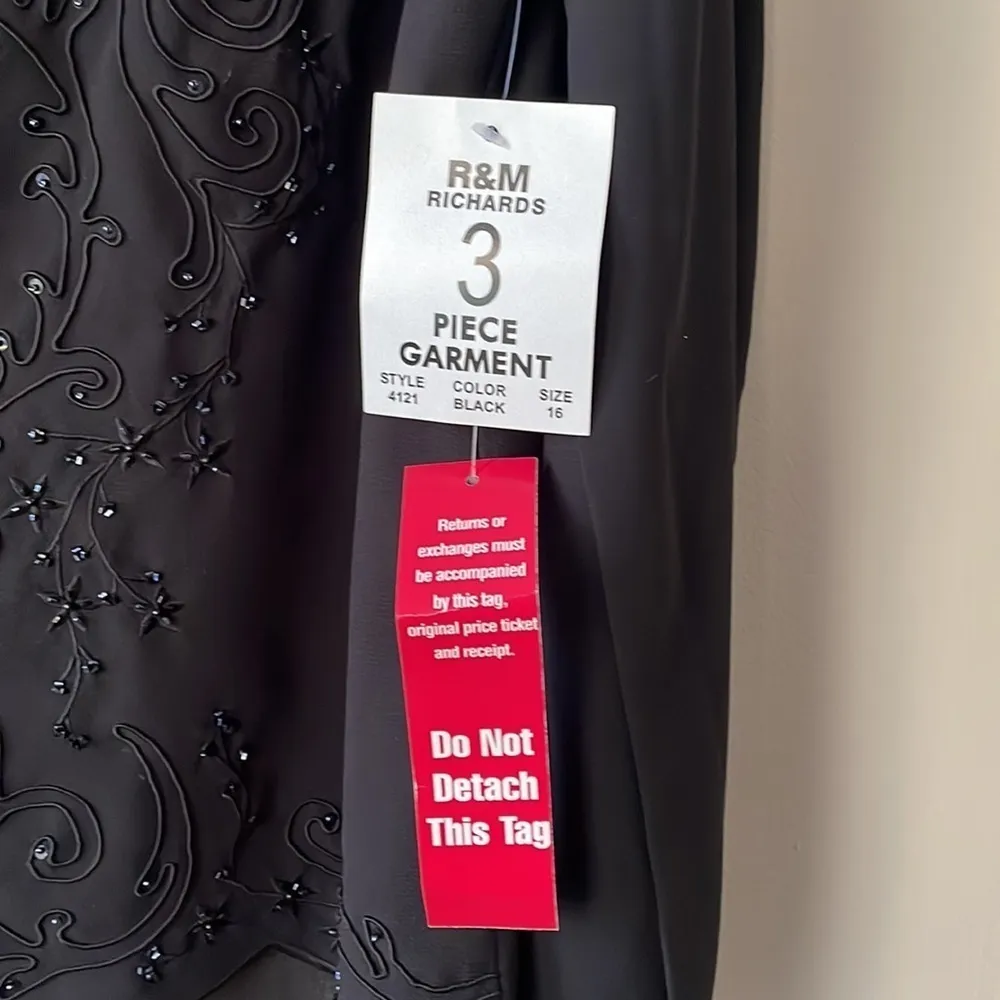 R&M
RICHARDS
3
PIECE
GARMENT
STYLE COLOR SIZE
4121 BLACK 16
Returns or
exchanges must
be accompanied
by this tag,
original price ticket
and receipt.
Do Not
Detach
This Tag